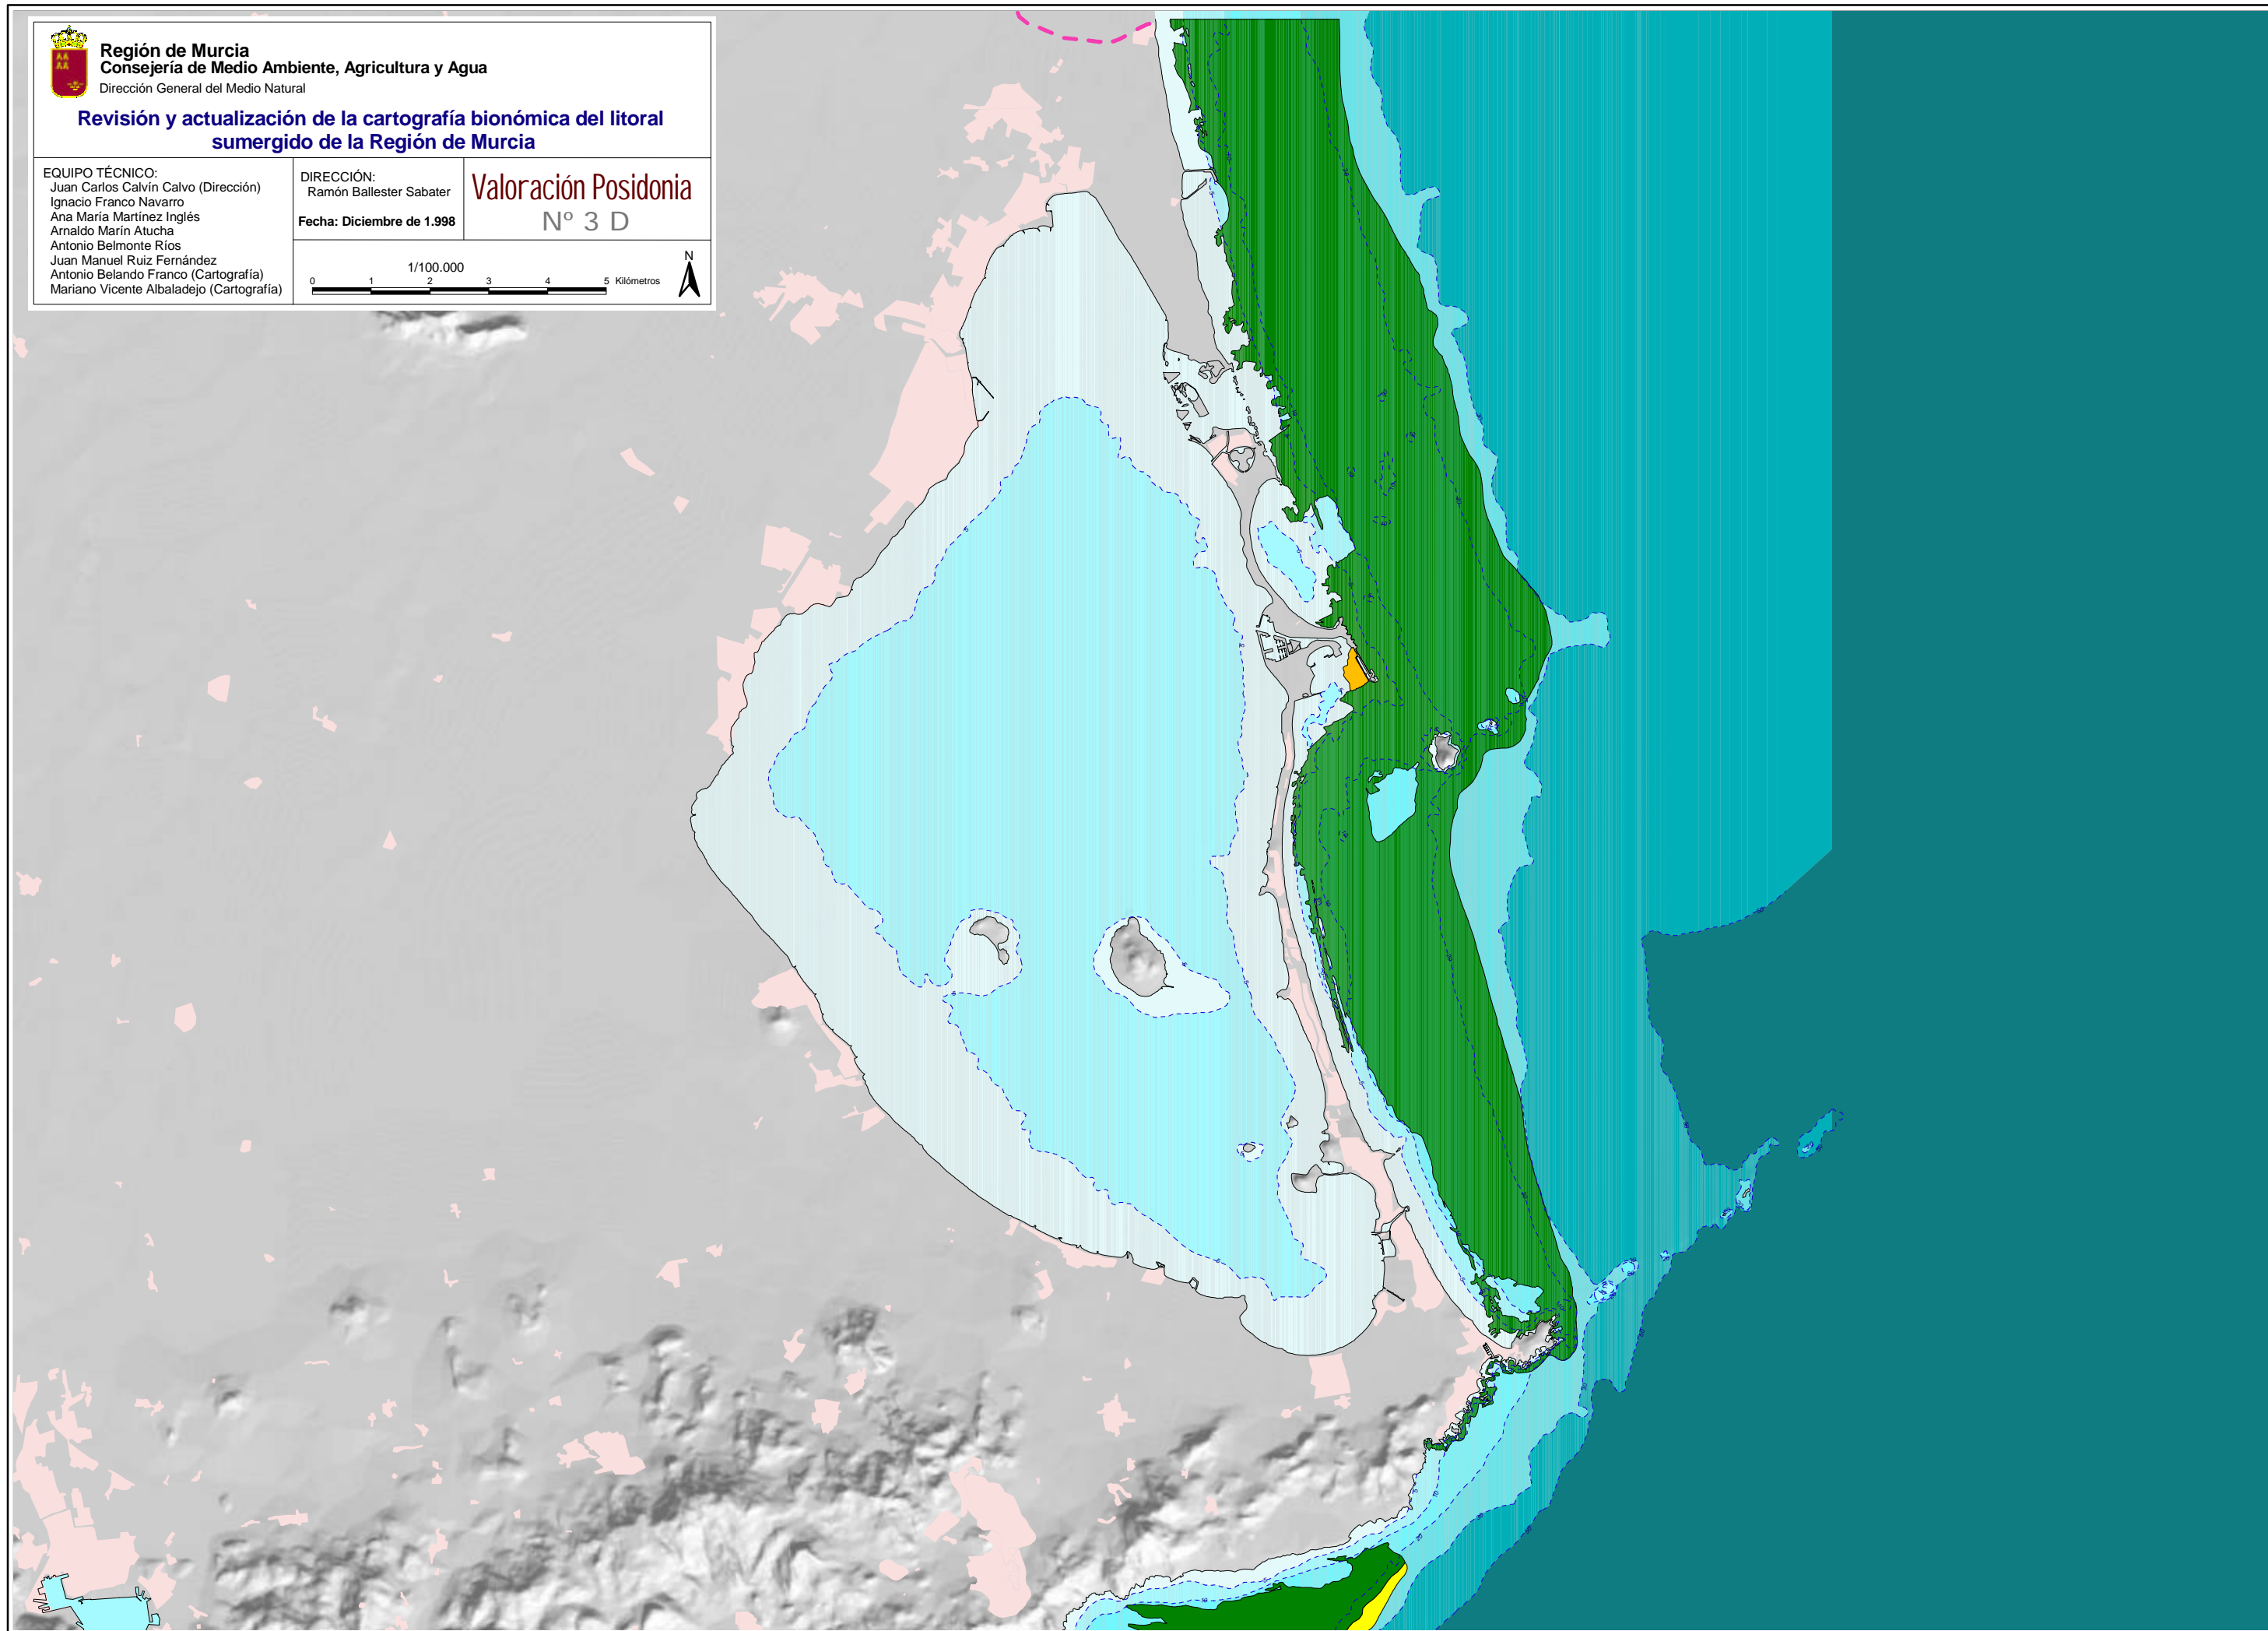 Región de Murcia
Consejería de Medio Ambiente, Agricultura y Agua
Dirección General del Medio Natural
Revisión y actualización de la cartografía bionómica del litoral
sumergido de la Región de Murcia
EQUIPO TÉCNICO:
Juan Carlos Calvín Calvo (Dirección)
Ignacio Franco Navarro
Ana María Martínez Inglés
Arnaldo Marín Atucha
Antonio Belmonte Ríos
Juan Manuel Ruiz Fernández
Antonio Belando Franco (Cartografía)
Mariano Vicente Albaladejo (Cartografía)
DIRECCIÓN:
Ramón Ballester Sabater
Fecha: Diciembre de 1.998
Valoración Posidonia
Nº 3 D
1/100.000
0 1 2 3 4 5 Kilómetros
N